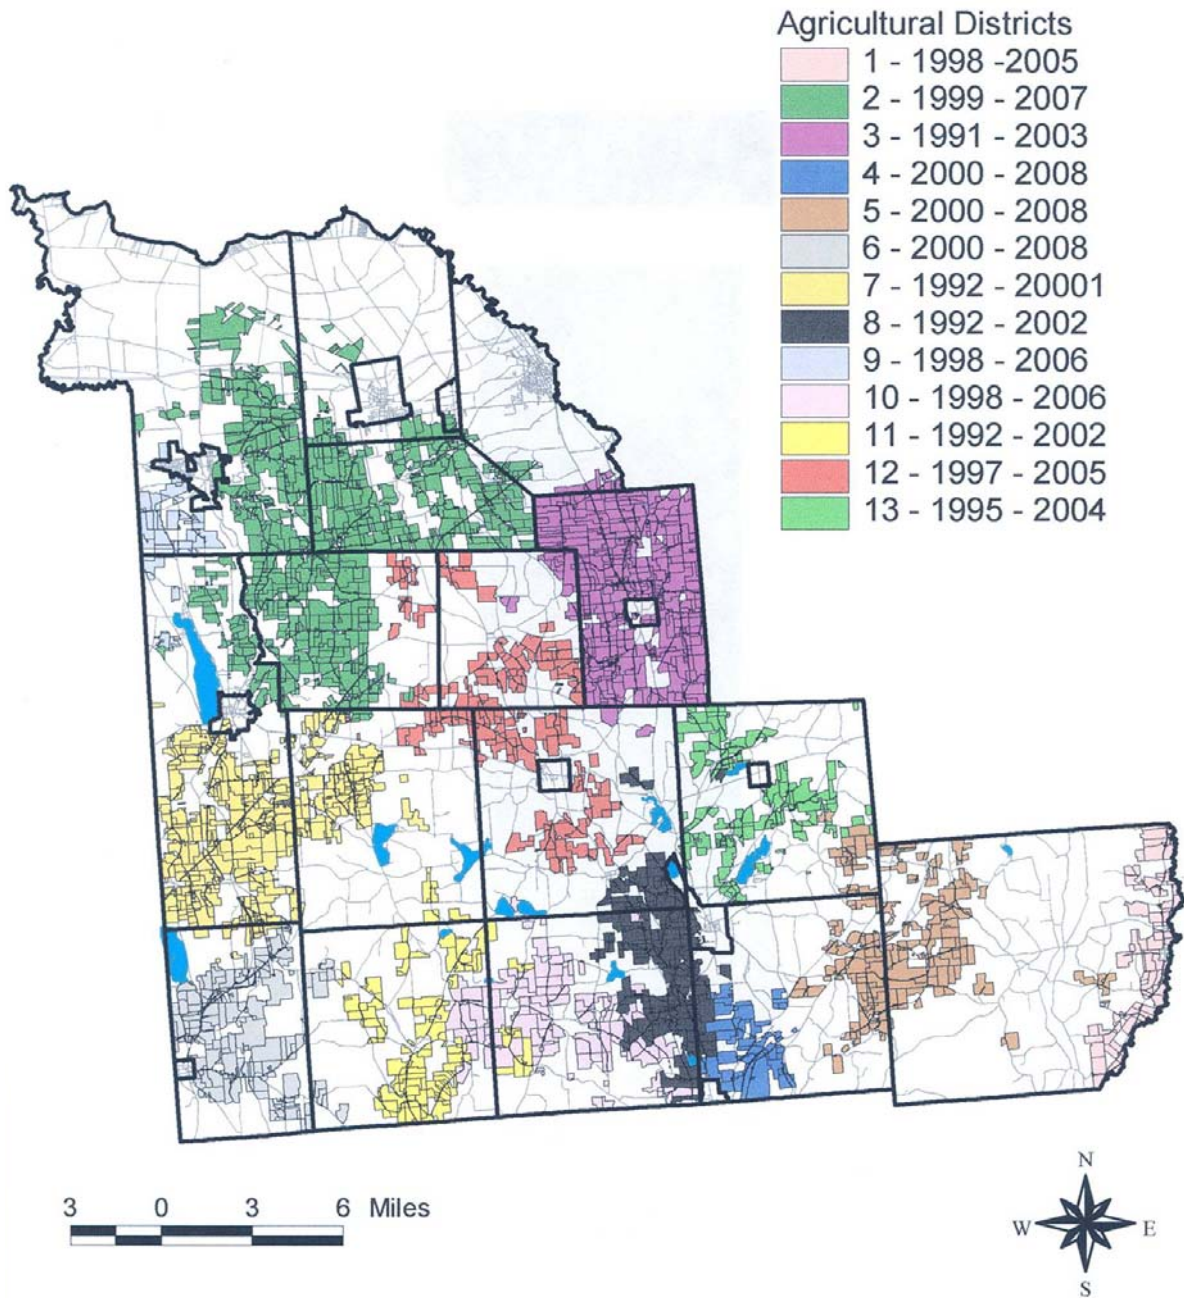 Agricultural Districts
1 - 1998 -2005
2 - 1999 - 2007
3 - 1991 - 2003
4 - 2000 - 2008
5 - 2000 - 2008
6 - 2000 - 2008
7 - 1992 - 20001
8 - 1992 - 2002
9 - 1998 - 2006
10 - 1998 - 2006
11 - 1992 - 2002
12 - 1997 - 2005
13 - 1995 - 2004
7
3 0 3 6 Miles
N
W E
S